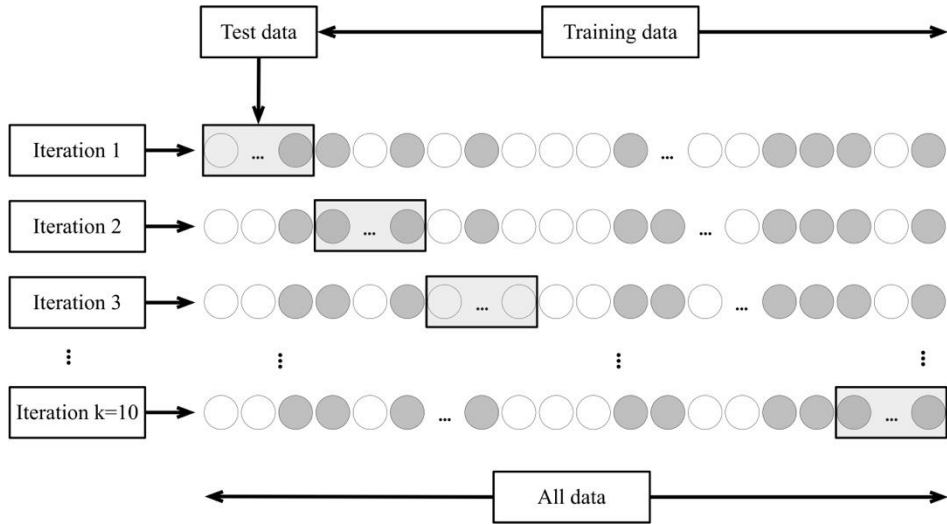 Test data
Training data
Iteration 1
...
...
Iteration 2
...
...
Iteration 3
...
...
Iteration k=10
...
...
All data